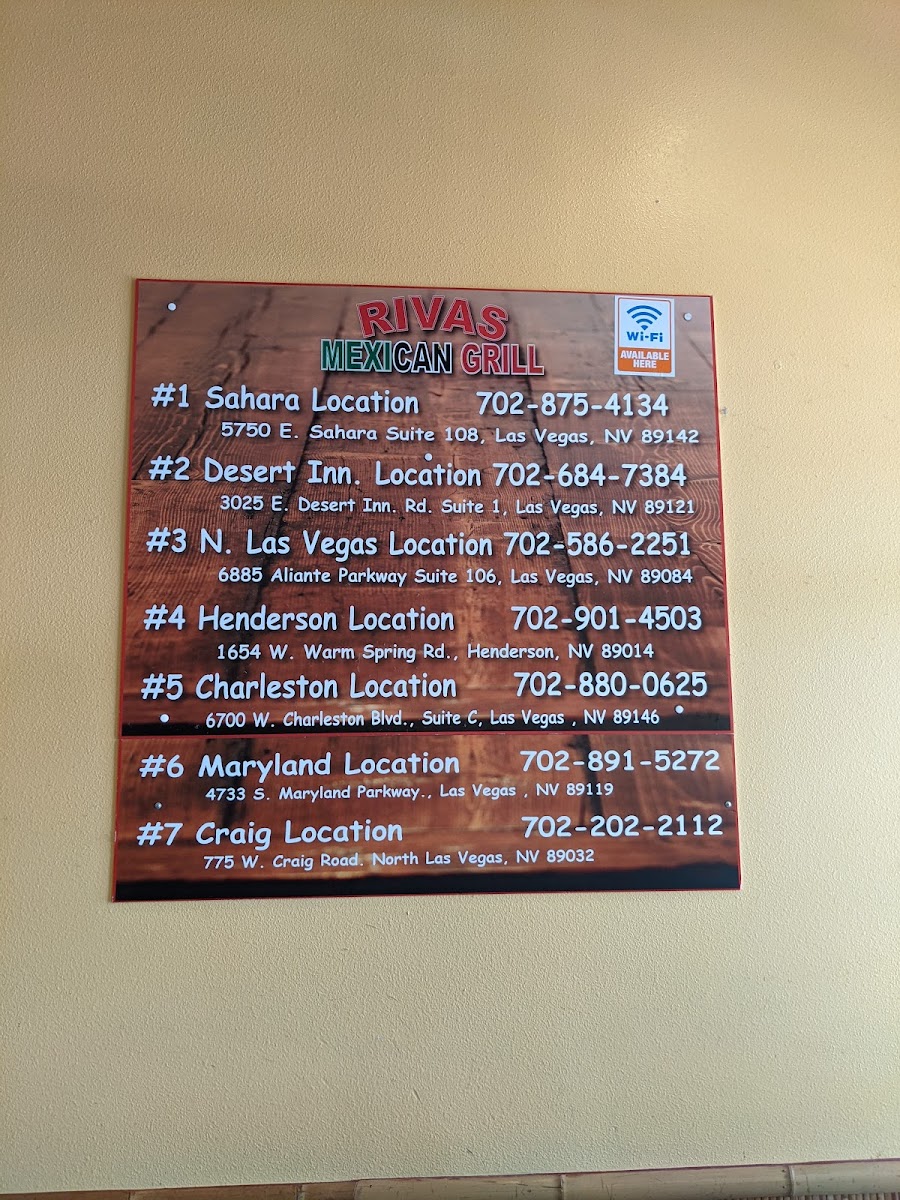 RIVAS
MEXICAN GRILL
Wi-Fi
AVAILABLE
HERE
#1 Sahara Location 702-875-4134
5750 E. Sahara Suite 108, Las Vegas, NV 89142
#2 Desert Inn. Location 702-684-7384
3025 E. Desert Inn. Rd. Suite 1, Las Vegas, NV 89121
#3 N. Las Vegas Location 702-586-2251
6885 Aliante Parkway Suite 106, Las Vegas, NV 89084
#4 Henderson Location 702-901-4503
1654 W. Warm Spring Rd., Henderson, NV 89014
#5 Charleston Location 702-880-0625
6700 W. Charleston Blvd., Suite C, Las Vegas , NV 89146
#6 Maryland Location 702-891-5272
4733 S. Maryland Parkway., Las Vegas , NV 89119
#7 Craig Location 702-202-2112
775 W. Craig Road. North Las Vegas, NV 89032